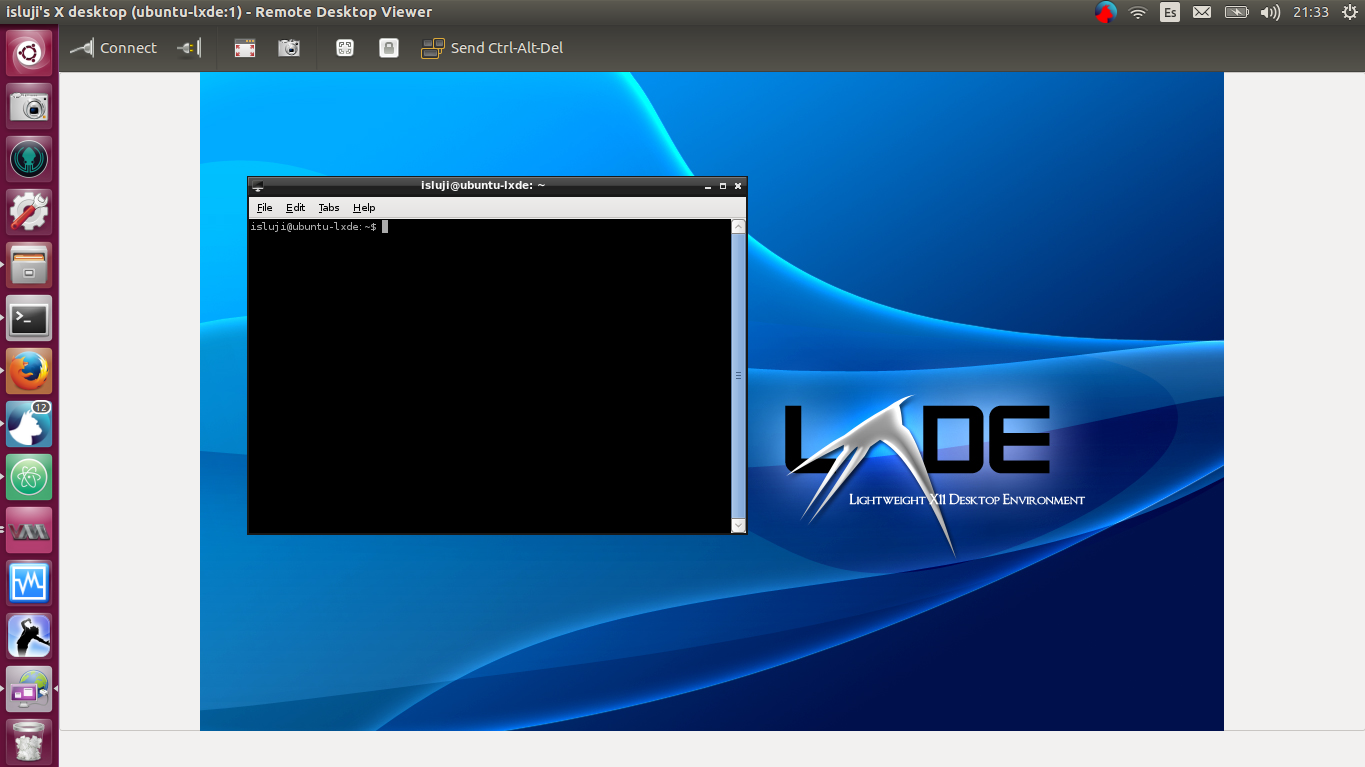 isluji's X desktop (ubuntu-lxde:1) - Remote Desktop Viewer
Es
21:33
Connect
Send Ctrl-Alt-Del
isluji@ubuntu-lxde: ~
File Edit Tabs Help
isluji@ubuntu-lxde:~$
12
>_
LXDE
Lightweight X11 Desktop Environment